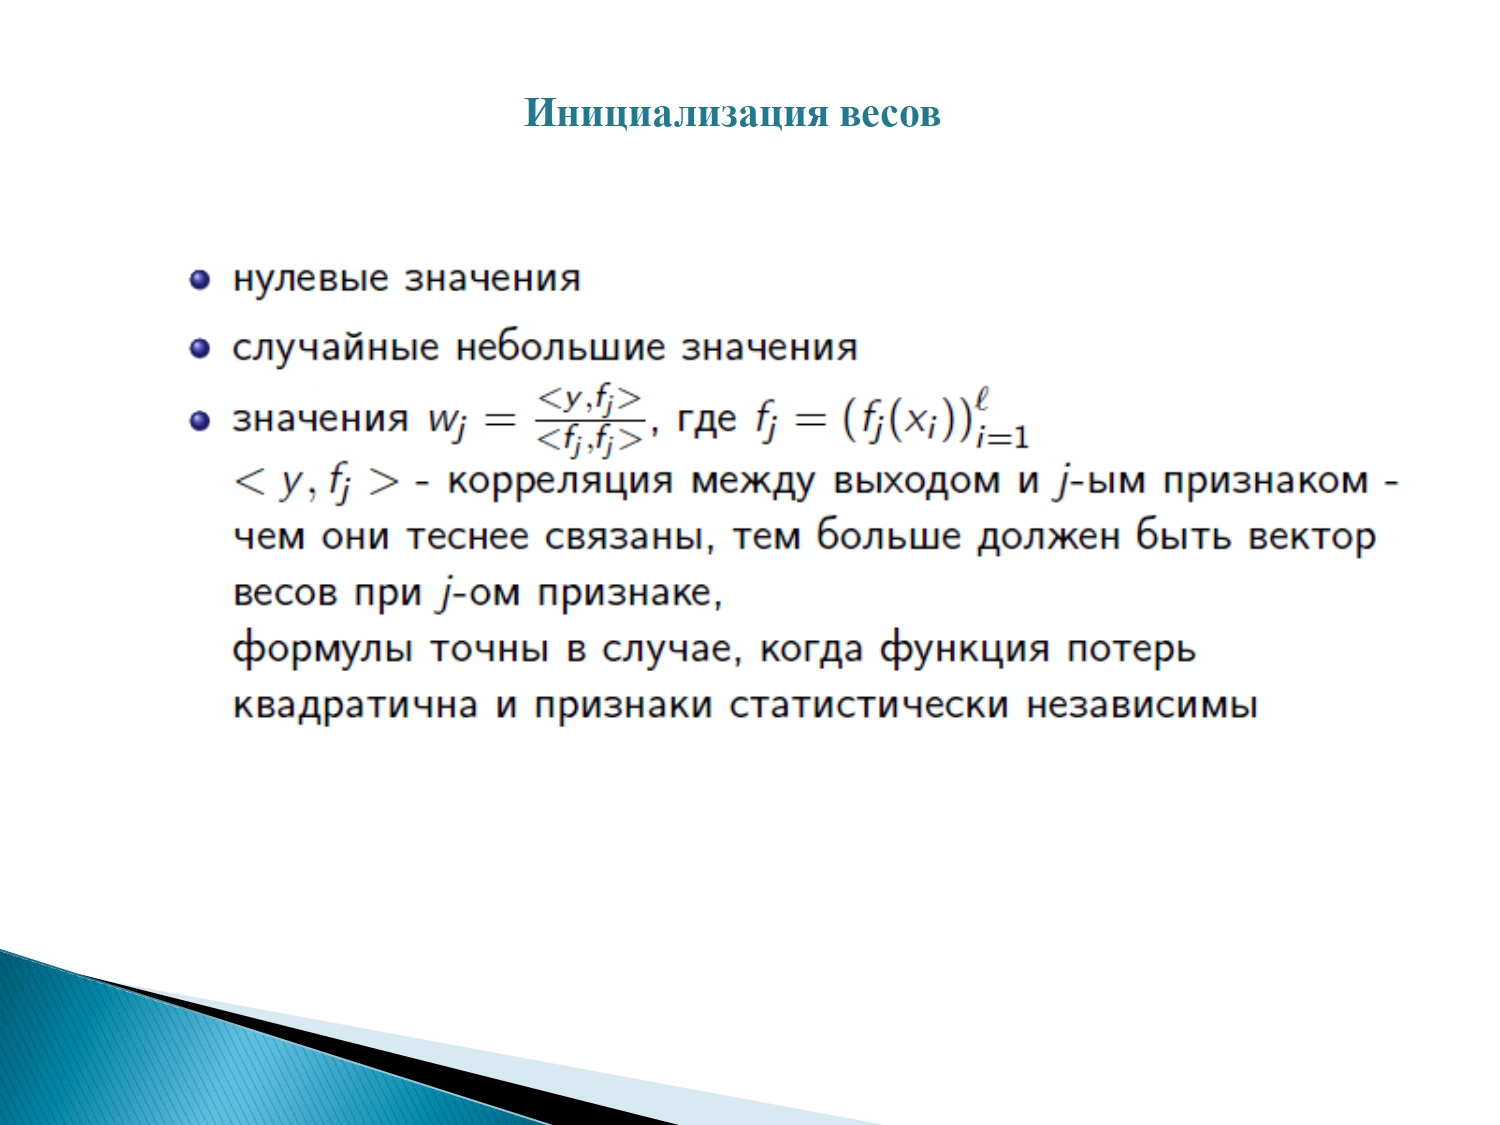 Инициализация весов
нулевые значения
случайные небольшие значения
значения w_j = <y,f_j> / <f_j,f_j>, где f_j = (f_j(x_i))_{i=1}^ℓ
< y, f_j > - корреляция между выходом и j-ым признаком -
чем они теснее связаны, тем больше должен быть вектор
весов при j-ом признаке,
формулы точны в случае, когда функция потерь
квадратична и признаки статистически независимы